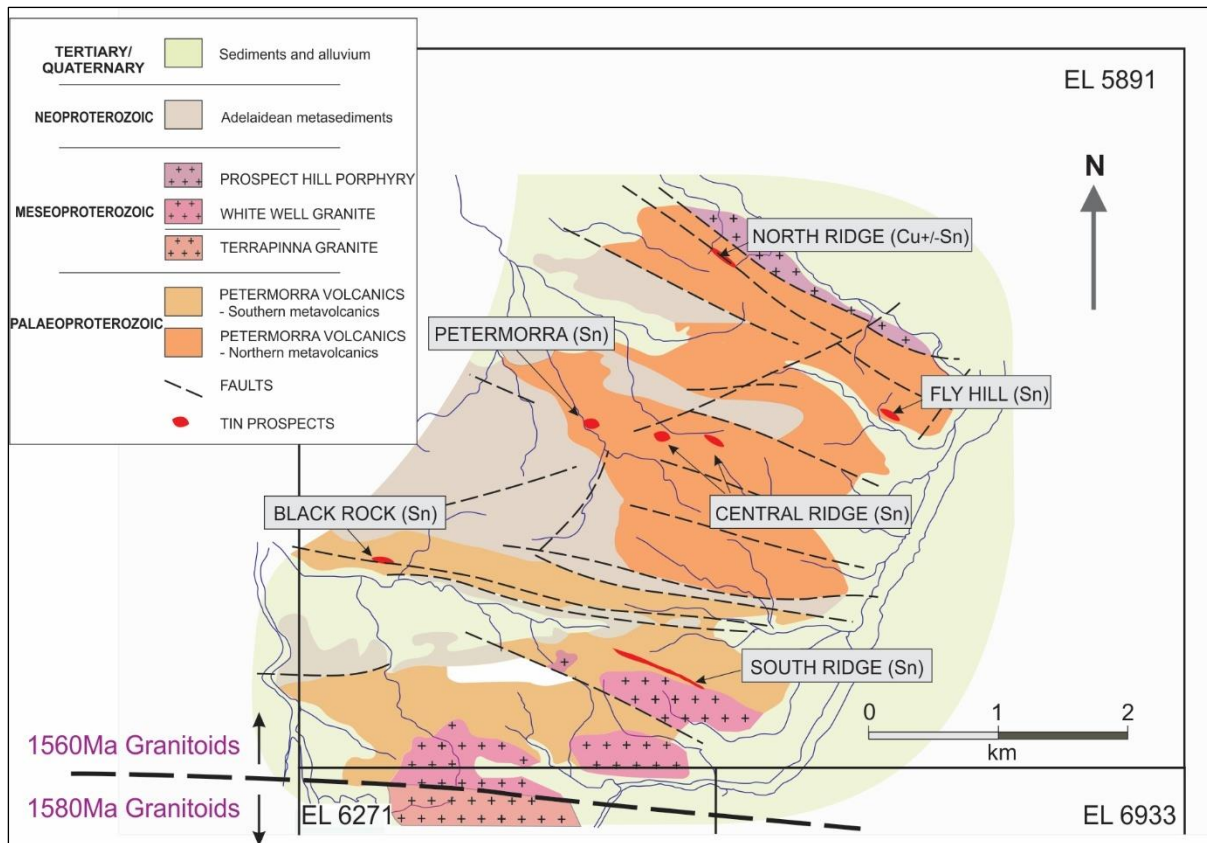 TERTIARY/
QUATERNARY
Sediments and alluvium
NEOPROTEROZOIC
Adelaidean metasediments
PROSPECT HILL PORPHYRY
MESEOPROTEROZOIC
WHITE WELL GRANITE
TERRAPINNA GRANITE
PETERMORRA VOLCANICS
- Southern metavolcanics
PALAEOPROTEROZOIC
PETERMORRA VOLCANICS
- Northern metavolcanics
FAULTS
TIN PROSPECTS
EL 5891
N
NORTH RIDGE (Cu+/-Sn)
PETERMORRA (Sn)
FLY HILL (Sn)
BLACK ROCK (Sn)
CENTRAL RIDGE (Sn)
SOUTH RIDGE (Sn)
0 1 2
km
1560Ma Granitoids
1580Ma Granitoids
EL 6271
EL 6933